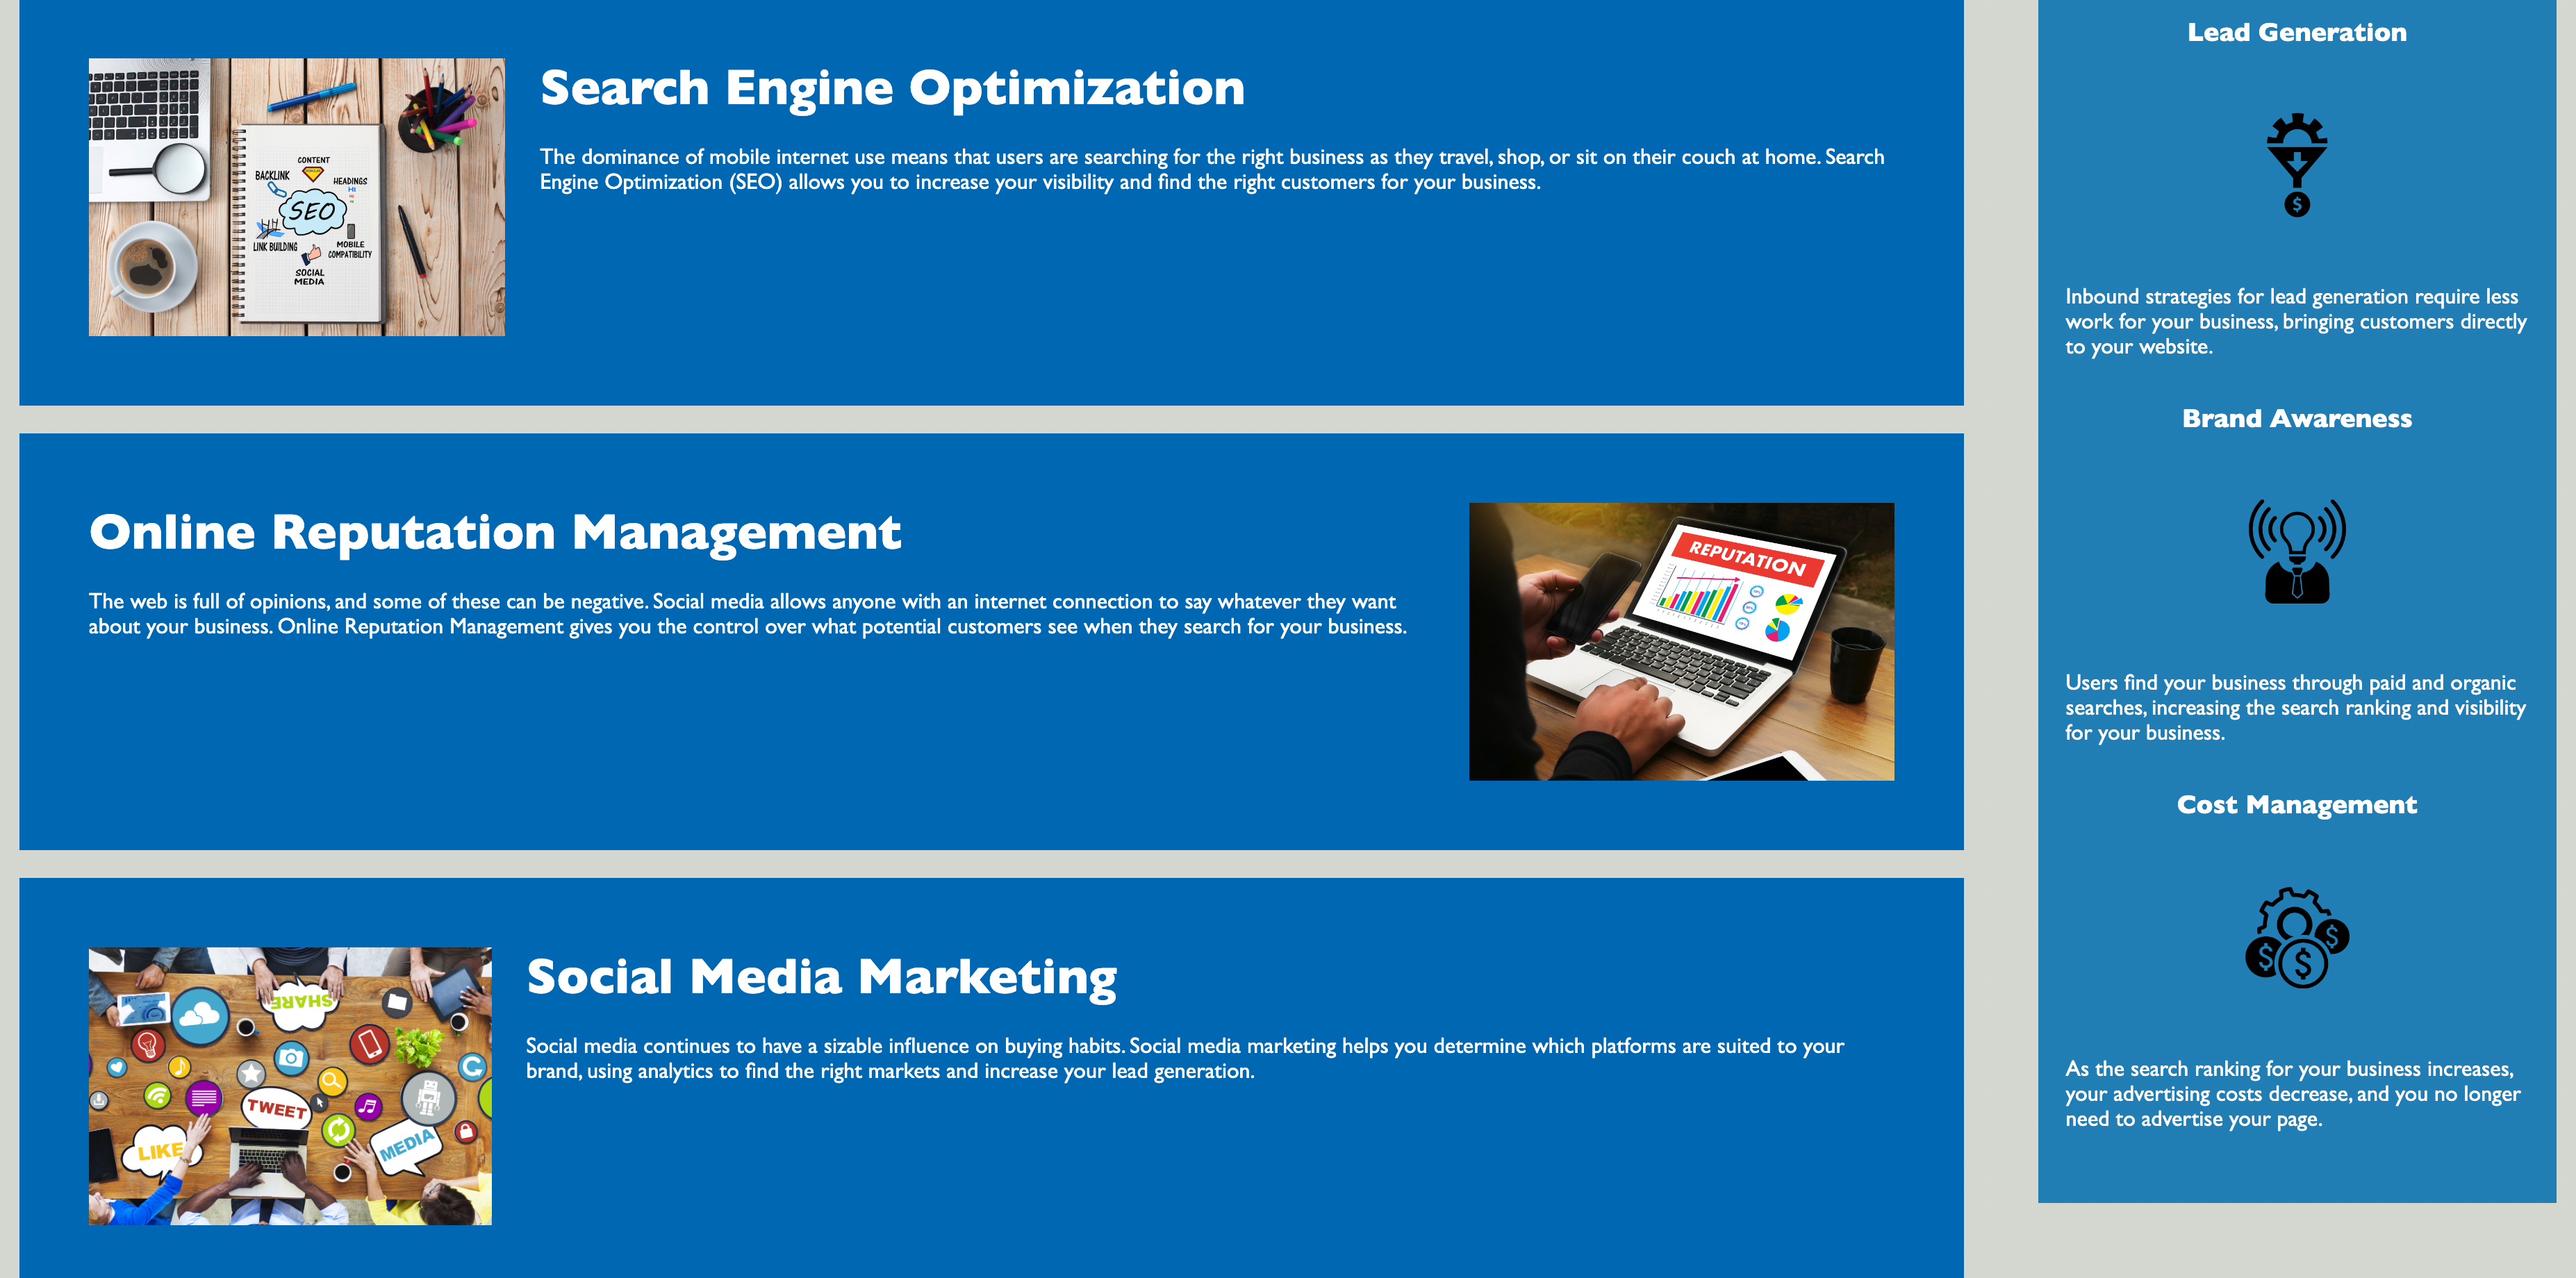 Search Engine Optimization
The dominance of mobile internet use means that users are searching for the right business as they travel, shop, or sit on their couch at home. Search
Engine Optimization (SEO) allows you to increase your visibility and find the right customers for your business.
CONTENT
BACKLINK
HEADINGS
H1
SEO
LINK BUILDING
MOBILE
COMPATIBILITY
SOCIAL
MEDIA
Online Reputation Management
The web is full of opinions, and some of these can be negative. Social media allows anyone with an internet connection to say whatever they want
about your business. Online Reputation Management gives you the control over what potential customers see when they search for your business.
REPUTATION
Social Media Marketing
Social media continues to have a sizable influence on buying habits. Social media marketing helps you determine which platforms are suited to your
brand, using analytics to find the right markets and increase your lead generation.
SHARE
TWEET
LIKE
MEDIA
Lead Generation
$
Inbound strategies for lead generation require less
work for your business, bringing customers directly
to your website.
Brand Awareness
Users find your business through paid and organic
searches, increasing the search ranking and visibility
for your business.
Cost Management
$
$
$
As the search ranking for your business increases,
your advertising costs decrease, and you no longer
need to advertise your page.